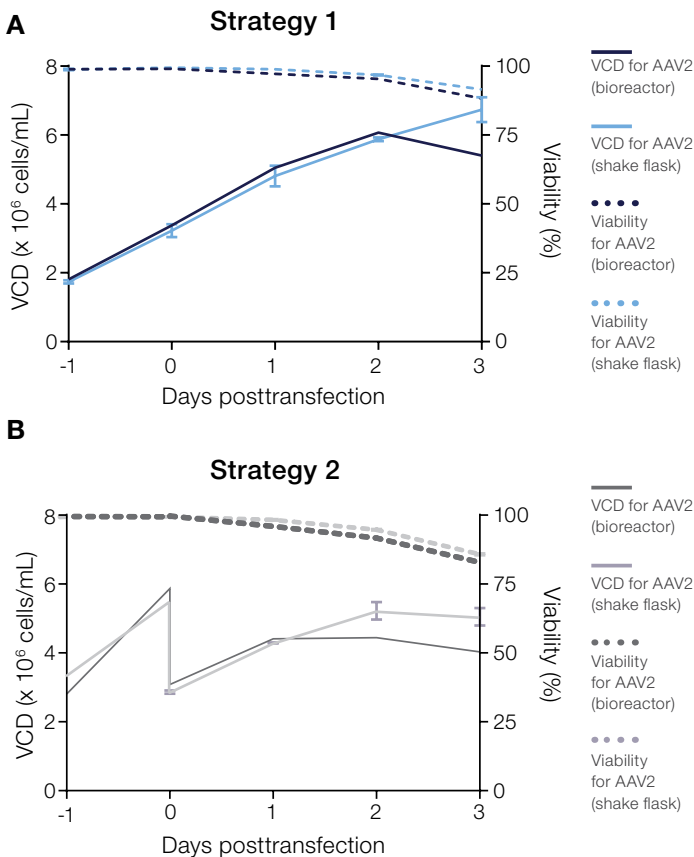 A
Strategy 1
VCD (x 10⁶ cells/mL)
8
6
4
2
0
100
75
50
25
0
Viability (%)
-1 0 1 2 3
Days posttransfection
VCD for AAV2
(bioreactor)
VCD for AAV2
(shake flask)
Viability
for AAV2
(bioreactor)
Viability
for AAV2
(shake flask)
B
Strategy 2
VCD (x 10⁶ cells/mL)
8
6
4
2
0
100
75
50
25
0
Viability (%)
-1 0 1 2 3
Days posttransfection
VCD for AAV2
(bioreactor)
VCD for AAV2
(shake flask)
Viability
for AAV2
(bioreactor)
Viability
for AAV2
(shake flask)